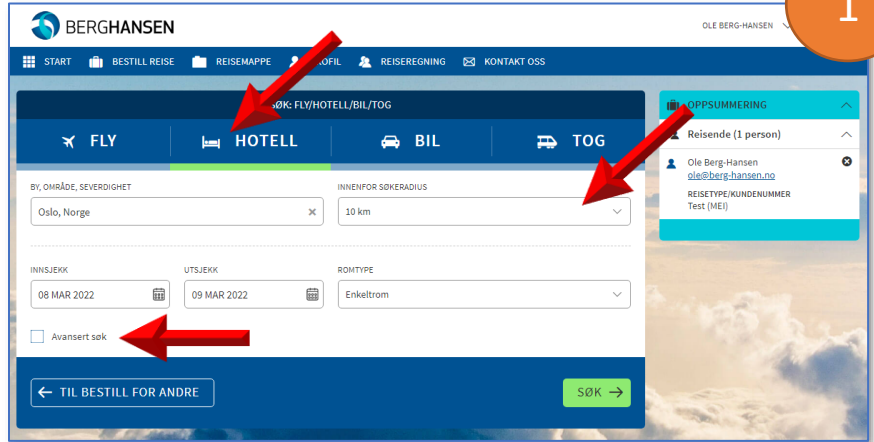 1
BERGHANSEN
OLE BERG-HANSEN
START BESTILL REISE REISEMAPPE REISEREGNING KONTAKT OSS
FLY/HOTELL/BIL/TOG
FLY HOTELL BIL TOG
BY, OMRÅDE, SEVERDIGHET
Oslo, Norge
INNENFOR SØKERADIUS
10 km
INNSJEKK
08 MAR 2022
UTSJEKK
09 MAR 2022
ROMTYPE
Enkeltrom
Avansert søk
TIL BESTILL FOR ANDRE
SØK
OPPSUMMERING
Reisende (1 person)
Ole Berg-Hansen
ole@berg-hansen.no
REISETYPE/KUNDENUMMER
Test (MEI)